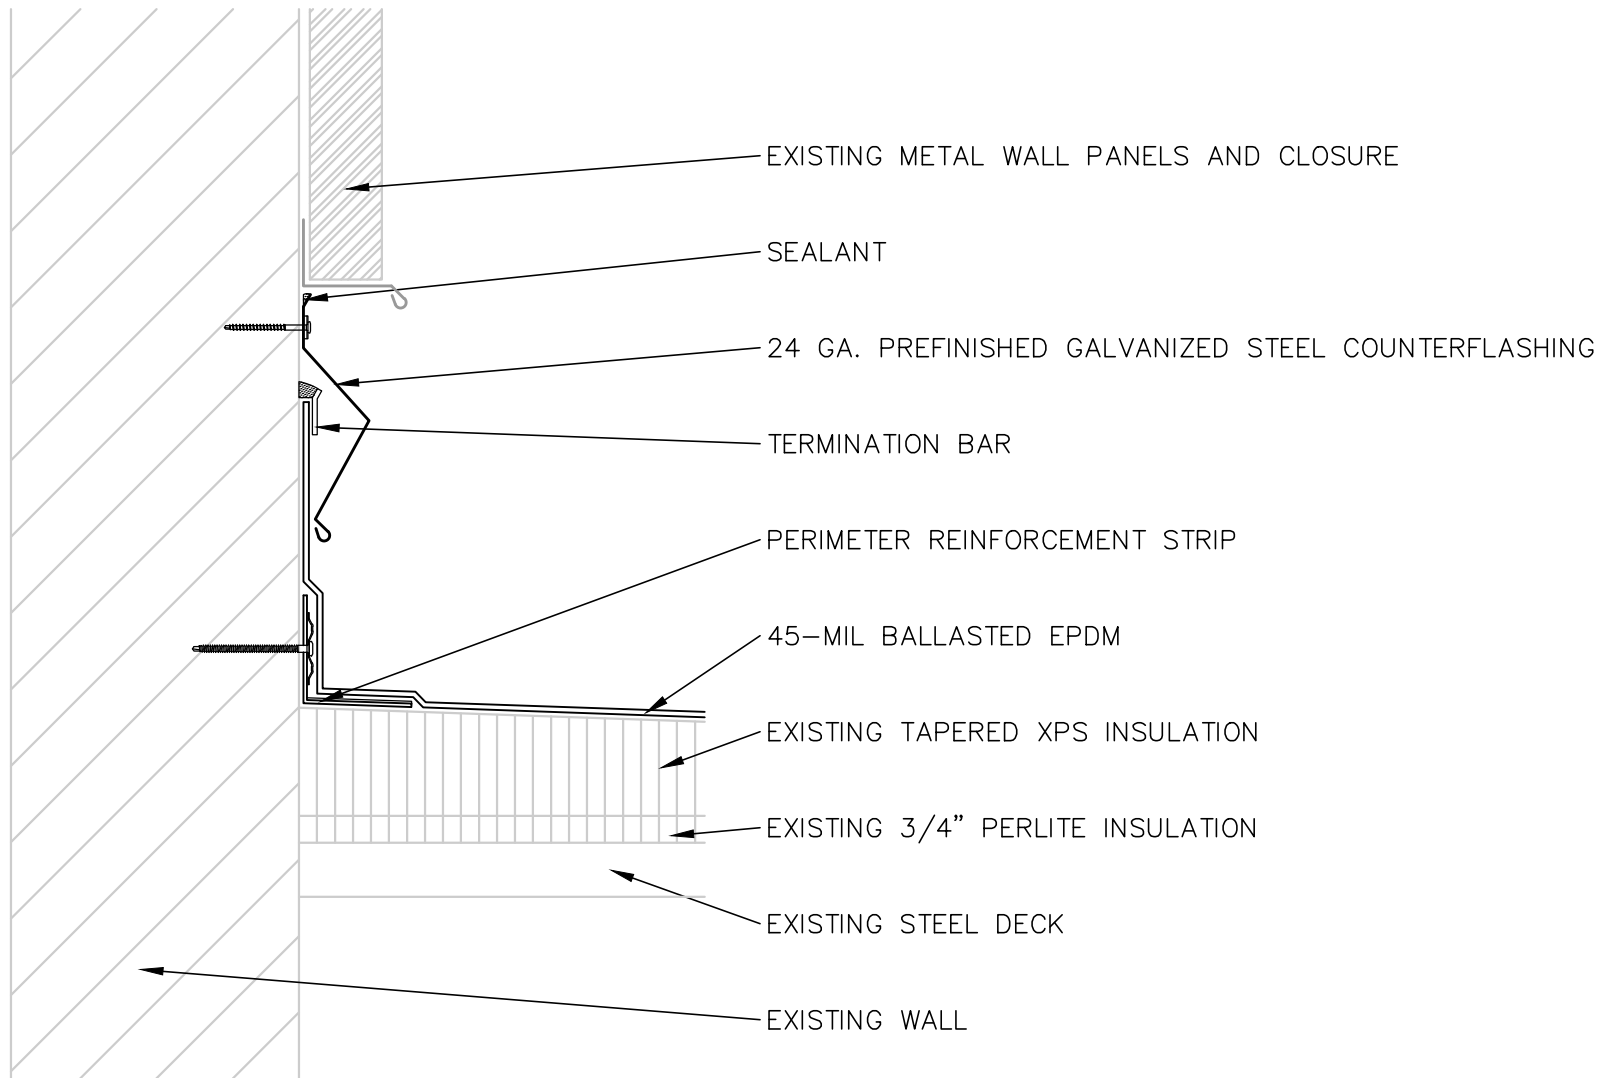 EXISTING METAL WALL PANELS AND CLOSURE
SEALANT
24 GA. PREFINISHED GALVANIZED STEEL COUNTERFLASHING
TERMINATION BAR
PERIMETER REINFORCEMENT STRIP
45-MIL BALLASTED EPDM
EXISTING TAPERED XPS INSULATION
EXISTING 3/4” PERLITE INSULATION
EXISTING STEEL DECK
EXISTING WALL